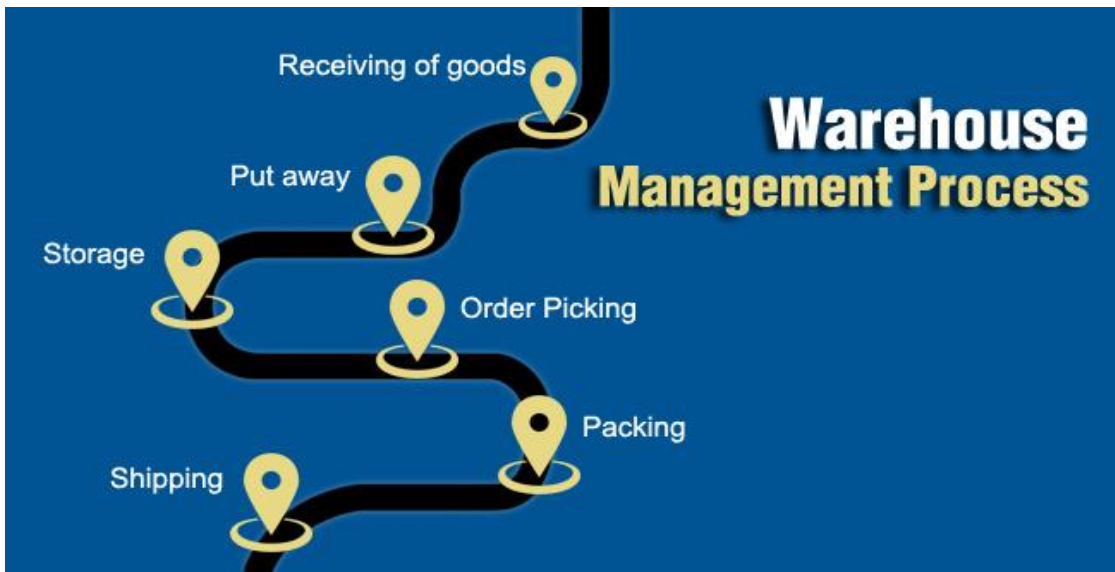 Receiving of goods
Warehouse
Management Process
Put away
Storage
Order Picking
Packing
Shipping